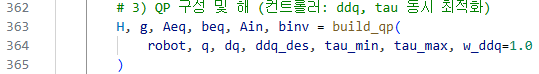 362 # 3) QP 구성 및 해 (컨트롤러: ddq, tau 동시 최적화)
363 H, g, Aeq, beq, Ain, binv = build_qp(
364 robot, q, dq, ddq_des, tau_min, tau_max, w_ddq=1.0
365 )